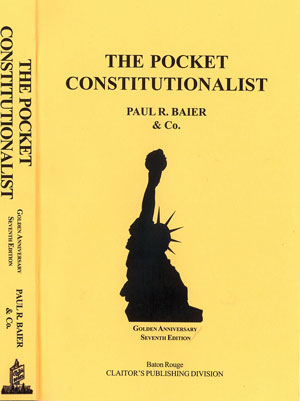 THE POCKET
CONSTITUTIONALIST
GOLDEN ANNIVERSARY
SEVENTH EDITION
PAUL R. BAIER
& Co.
THE POCKET
CONSTITUTIONALIST
PAUL R. BAIER
& Co.
GOLDEN ANNIVERSARY
SEVENTH EDITION
Baton Rouge
CLAITOR'S PUBLISHING DIVISION